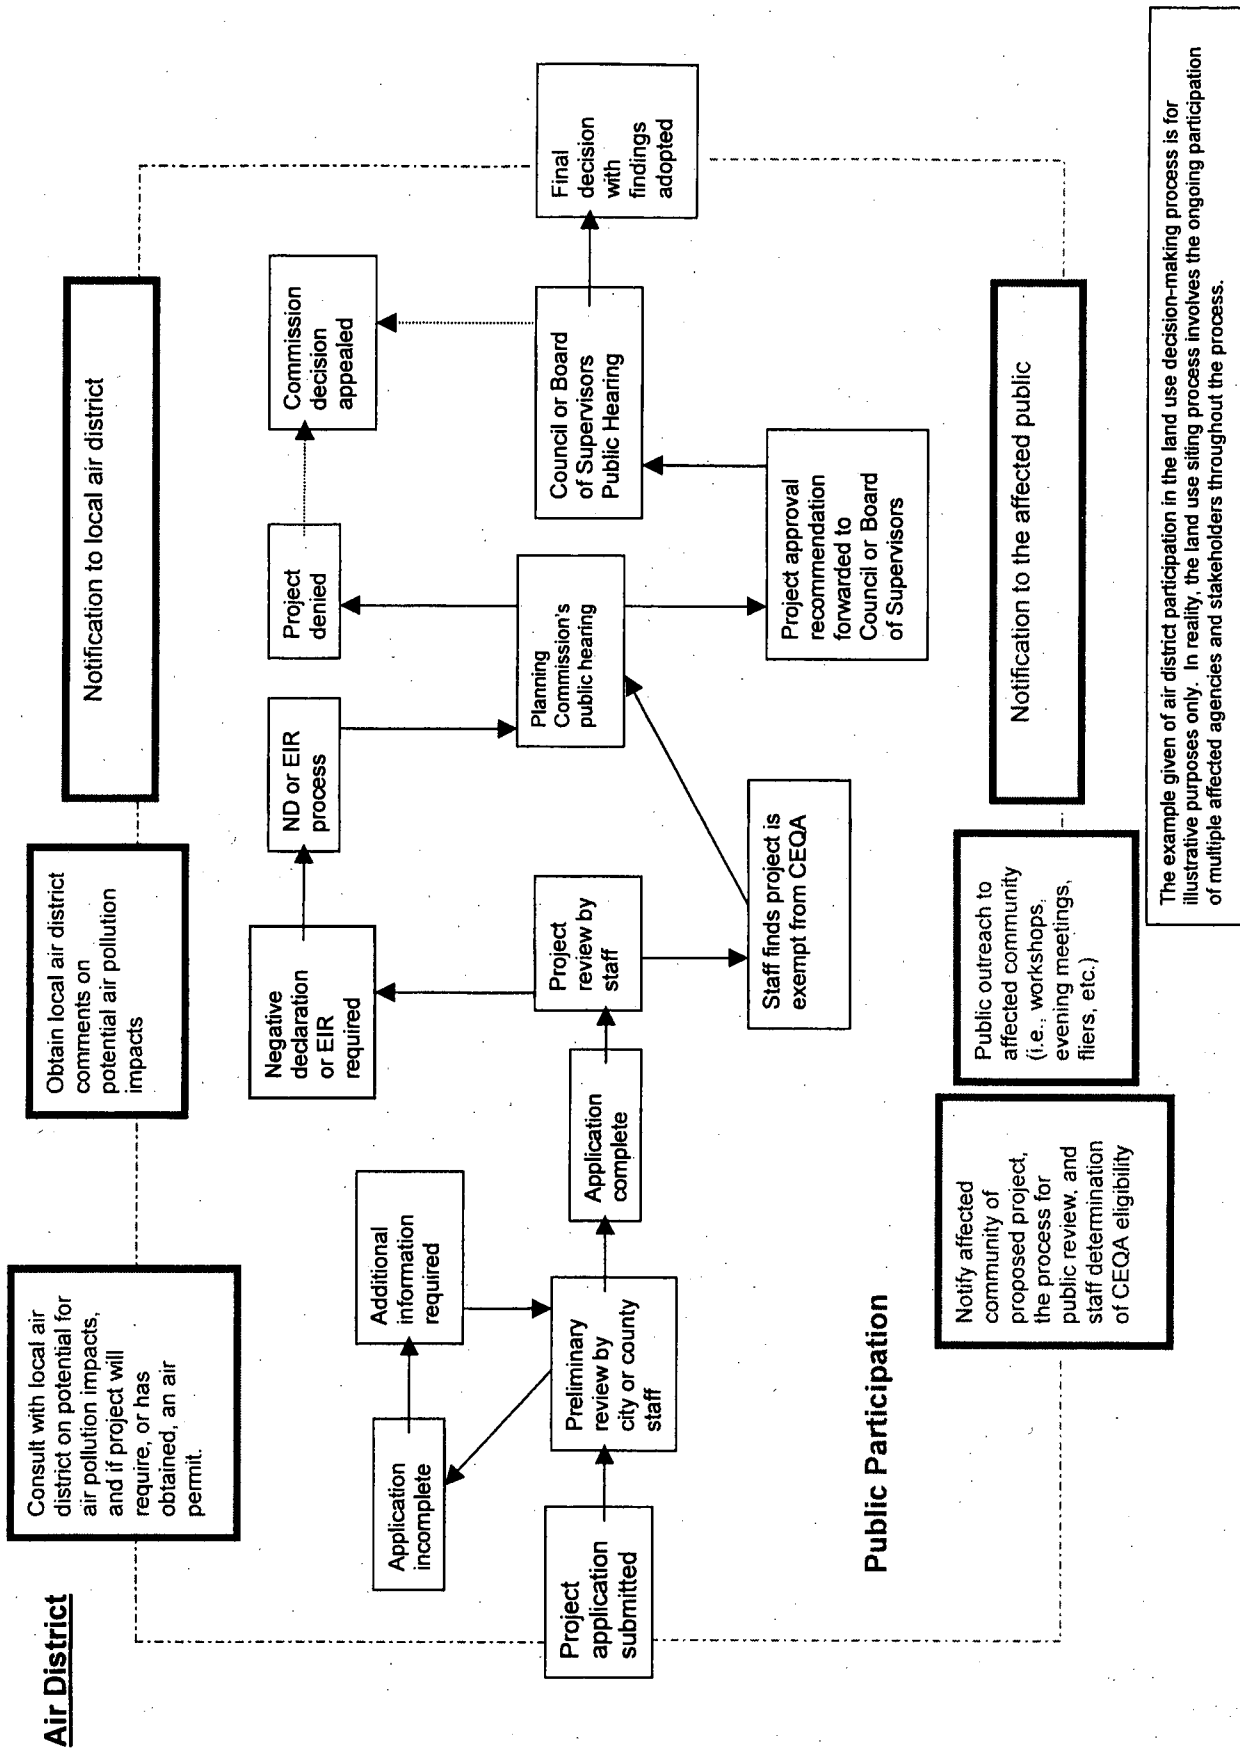 Air District
Consult with local air
district on potential for
air pollution impacts,
and if project will
require, or has
obtained, an air
permit.
Obtain local air district
comments on
potential air pollution
impacts
Notification to local air district
Application
incomplete
Additional
information
required
Negative
declaration
or EIR
required
ND or EIR
process
Project
denied
Commission
decision
appealed
Project
application
submitted
Preliminary
review by
city or county
staff
Application
complete
Project
review by
staff
Planning
Commission's
public hearing
Council or Board
of Supervisors
Public Hearing
Final
decision
with
findings
adopted
Staff finds project is
exempt from CEQA
Project approval
recommendation
forwarded to
Council or Board
of Supervisors
Public Participation
Notify affected
community of
proposed project,
the process for
public review, and
staff determination
of CEQA eligibility
Public outreach to
affected community
(i.e., workshops,
evening meetings,
fliers, etc.)
Notification to the affected public
The example given of air district participation in the land use decision-making process is for
illustrative purposes only.  In reality, the land use siting process involves the ongoing participation
of multiple affected agencies and stakeholders throughout the process.